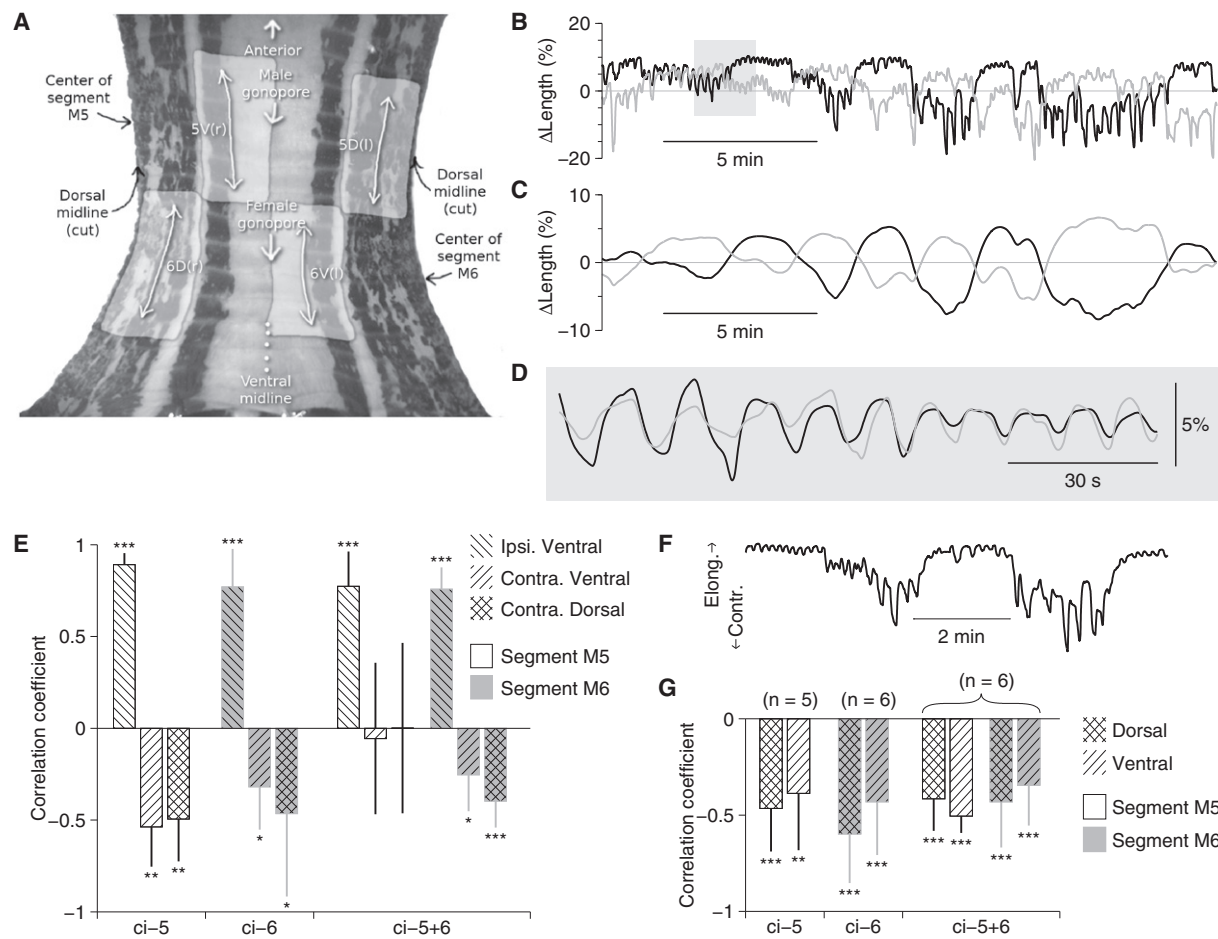 A
Anterior
Male
gonopore
Center of
segment
M5
5V(r)
5D(l)
Dorsal
midline
(cut)
Dorsal
midline
(cut)
Female
gonopore
Center of
segment
M6
6D(r)
6V(l)
Ventral
midline
B
20
0
−20
ΔLength (%)
5 min
C
10
0
−10
ΔLength (%)
5 min
D
5%
30 s
E
1
0.5
0
−0.5
−1
Correlation coefficient
*** *** *** ***
** ** * * * ***
Ipsi. Ventral
Contra. Ventral
Contra. Dorsal
Segment M5
Segment M6
ci−5 ci−6 ci−5+6
F
Elong.→
←Contr.
2 min
G
(n = 5) (n = 6) (n = 6)
0
−0.5
−1
Correlation coefficient
*** ** *** *** *** *** *** ***
Dorsal
Ventral
Segment M5
Segment M6
ci−5 ci−6 ci−5+6